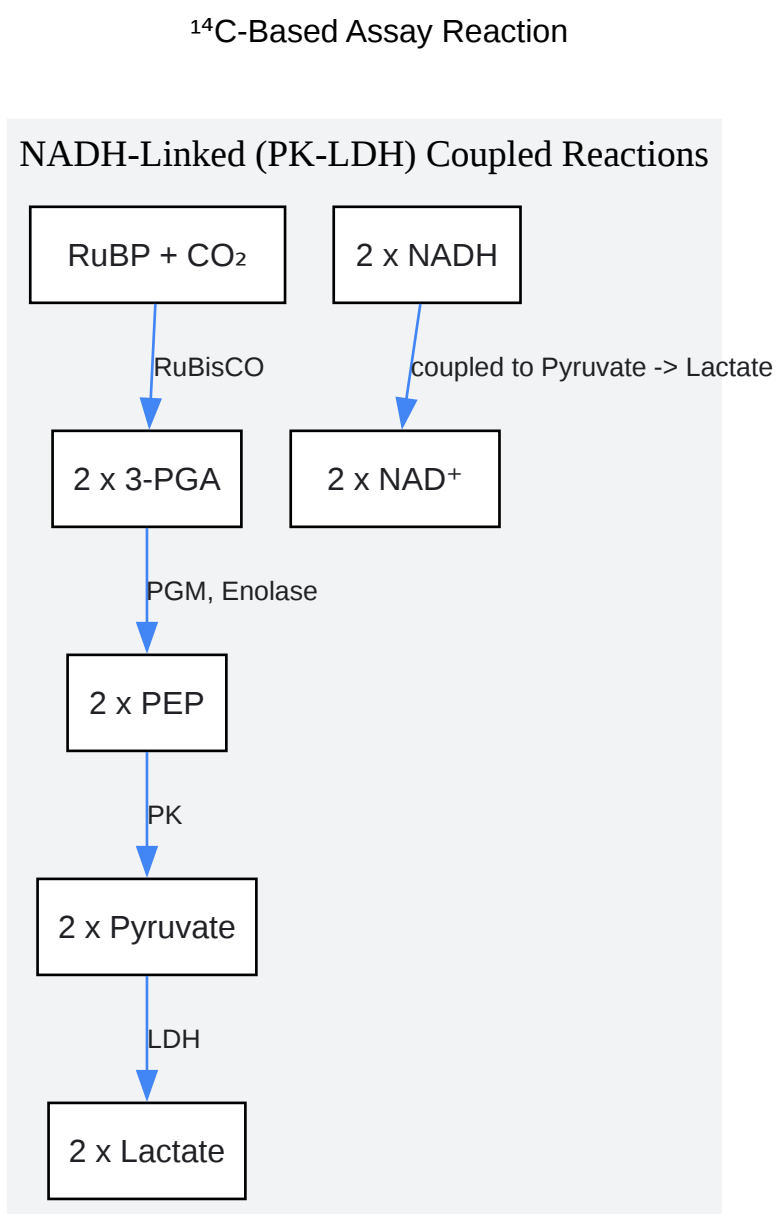 ¹⁴C-Based Assay Reaction
NADH-Linked (PK-LDH) Coupled Reactions
RuBP + CO₂
2 x NADH
RuBisCO
coupled to Pyruvate -> Lactate
2 x 3-PGA
2 x NAD⁺
PGM, Enolase
2 x PEP
PK
2 x Pyruvate
LDH
2 x Lactate